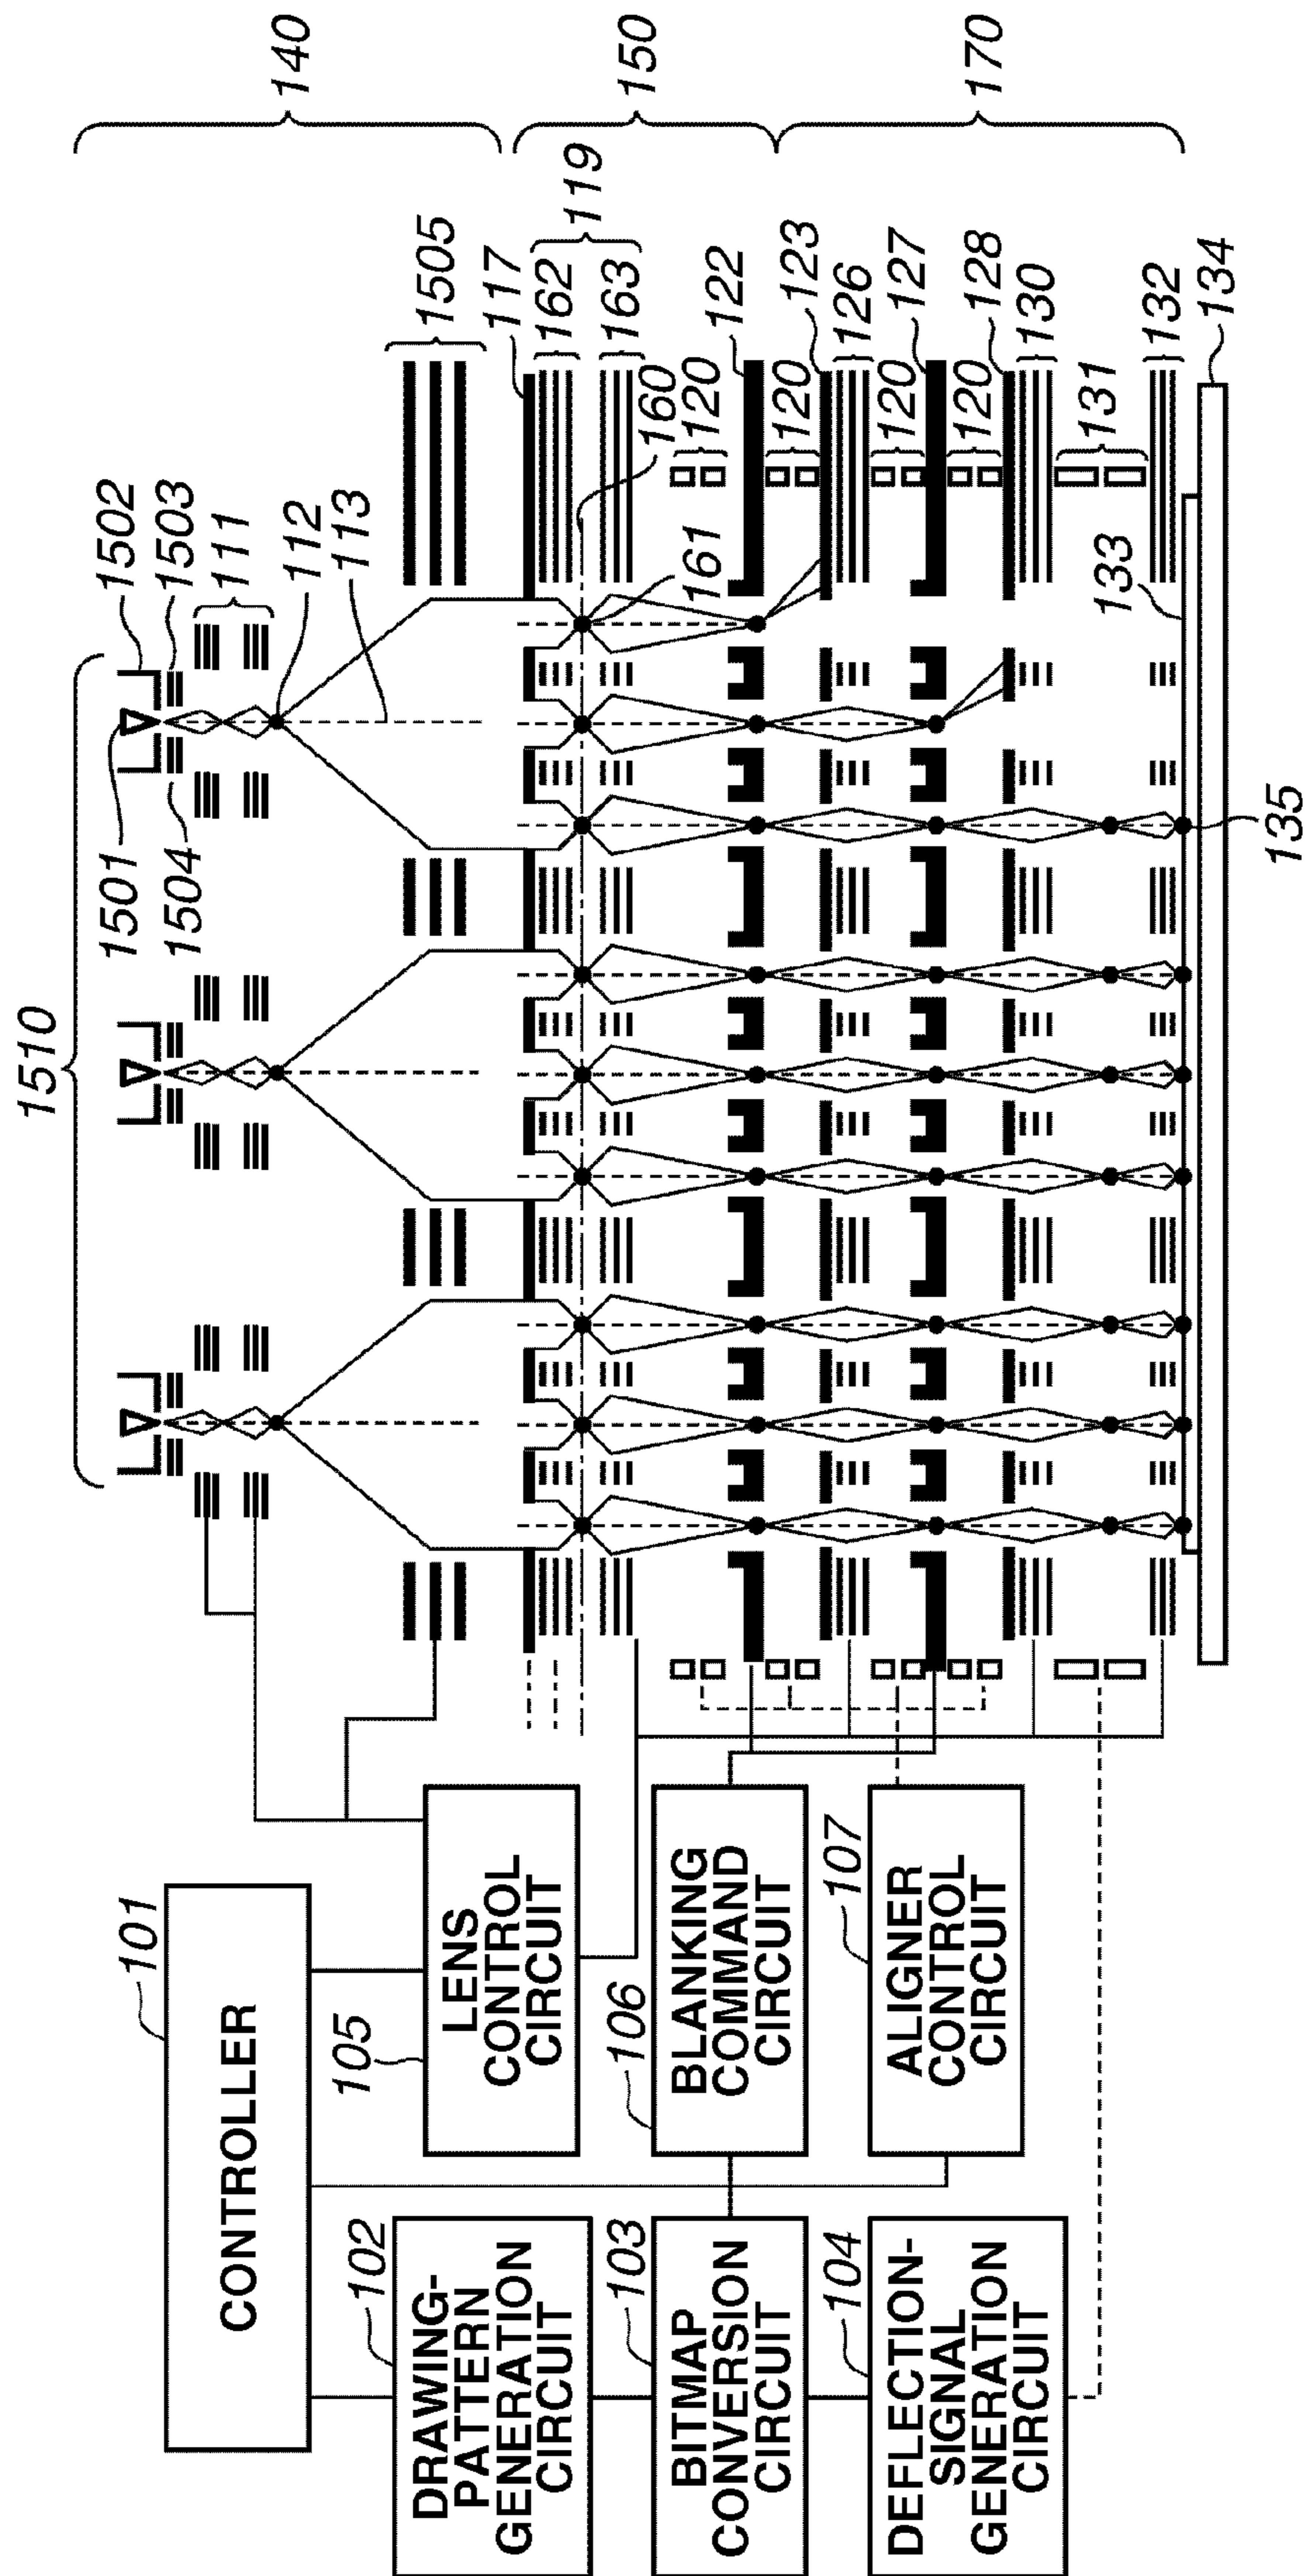 1510
1501
1502
1503
1504
111
112
113
140
1505
117
162
119
163
160
150
120
122
161
120
123
126
120
127
120
128
130
131
133
132
134
135
170
101
CONTROLLER
102
DRAWING-
PATTERN
GENERATION
CIRCUIT
105
LENS
CONTROL
CIRCUIT
103
BITMAP
CONVERSION
CIRCUIT
106
BLANKING
COMMAND
CIRCUIT
104
DEFLECTION-
SIGNAL
GENERATION
CIRCUIT
107
ALIGNER
CONTROL
CIRCUIT